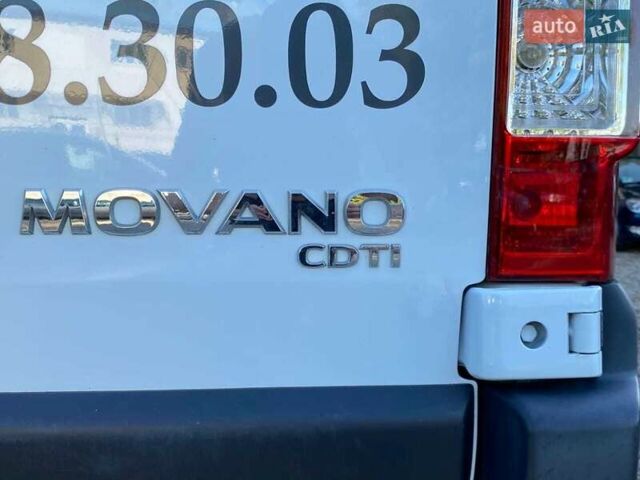 auto RIA
8.30.03
MOVANO
CDTI